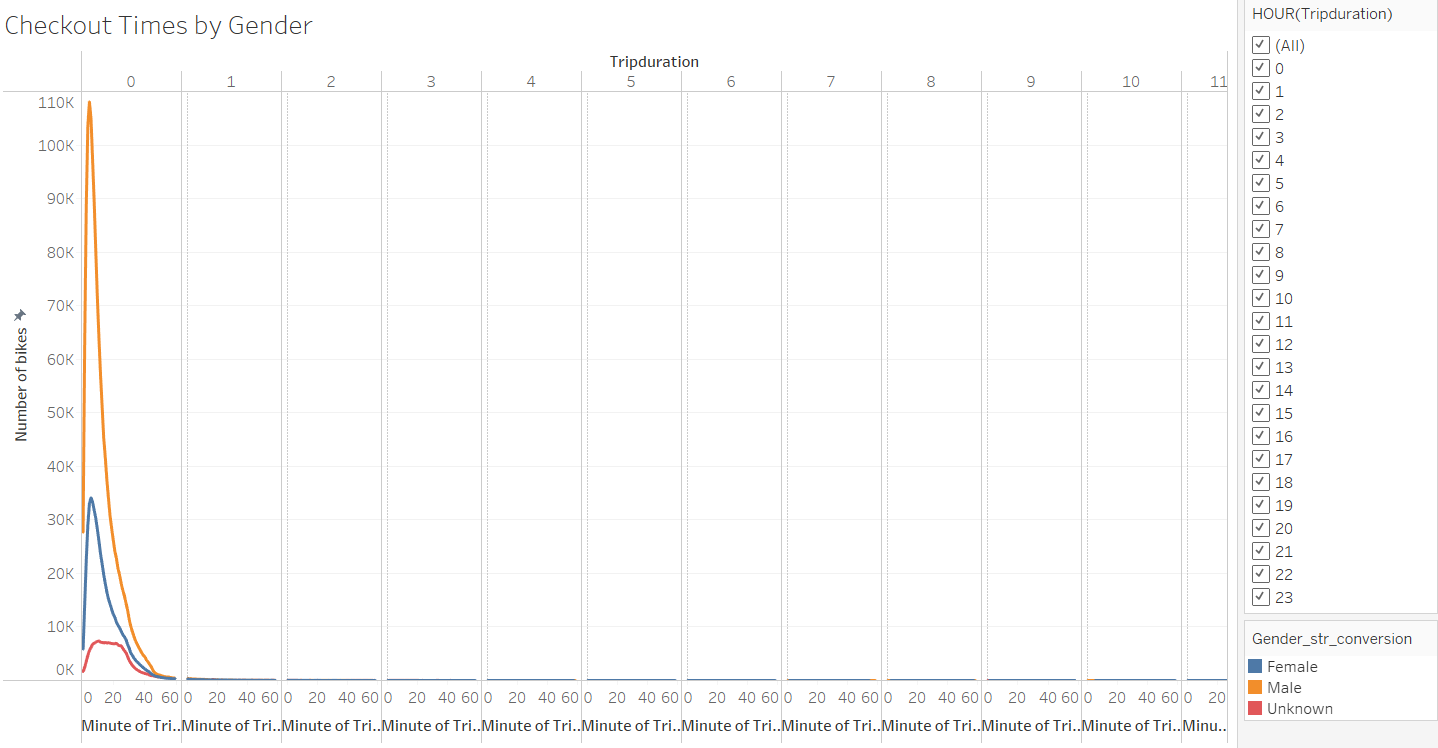 Checkout Times by Gender
Tripduration
0 1 2 3 4 5 6 7 8 9 10 11
110K
100K
90K
80K
70K
60K
50K
40K
30K
20K
10K
0K
Number of bikes
0 20 40 60 0 20 40 60 0 20 40 60 0 20 40 60 0 20 40 60 0 20 40 60 0 20 40 60 0 20 40 60 0 20 40 60 0 20 40 60 0 20 40 60 0 20
Minute of Tri.. Minute of Tri.. Minute of Tri.. Minute of Tri.. Minute of Tri.. Minute of Tri.. Minute of Tri.. Minute of Tri.. Minute of Tri.. Minute of Tri.. Minute of Tri.. Minu..
HOUR(Tripduration)
(All)
0
1
2
3
4
5
6
7
8
9
10
11
12
13
14
15
16
17
18
19
20
21
22
23
Gender_str_conversion
Female
Male
Unknown